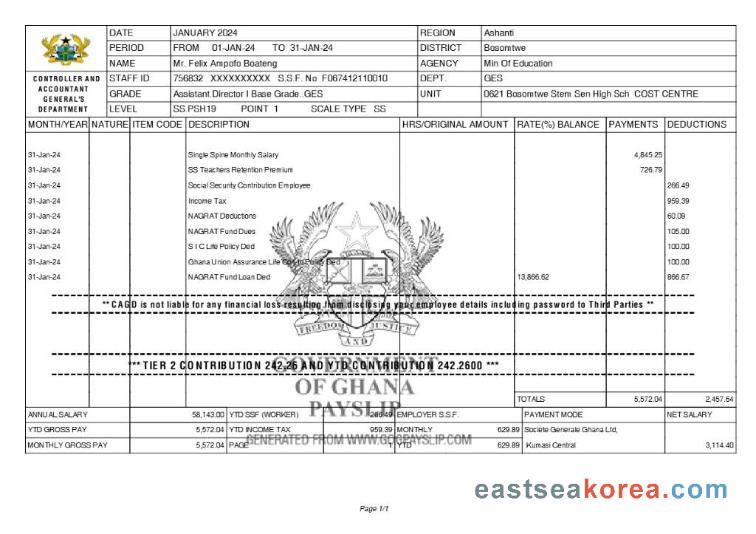 DATE JANUARY 2024 REGION Ashanti
PERIOD FROM 01-JAN-24 TO 31-JAN-24 DISTRICT Bosomtwe
NAME Mr. Felix Ampofo Boateng AGENCY Min Of Education
CONTROLLER AND
ACCOUNTANT
GENERAL'S
DEPARTMENT
STAFF ID 756832 XXXXXXXXXX S.S.F. No F067412110010 DEPT. GES
GRADE Assistant Director I Base Grade..GES UNIT 0621 Bosomtwe Stem Sen High Sch COST CENTRE
LEVEL SS.PSH19 POINT 1 SCALE TYPE SS
MONTH/YEAR NATURE ITEM CODE DESCRIPTION HRS/ORIGINAL AMOUNT RATE(%) BALANCE PAYMENTS DEDUCTIONS
31-Jan-24 Single Spine Monthly Salary 4,845.25
31-Jan-24 SS Teachers Retention Premium 726.79
31-Jan-24 Social Security Contribution Employee 266.49
31-Jan-24 Income Tax 959.39
31-Jan-24 NAGRAT Deductions 60.09
31-Jan-24 NAGRAT Fund Dues 105.00
31-Jan-24 S I C Life Policy Ded 100.00
31-Jan-24 Ghana Union Assurance Life Policy Ded 100.00
31-Jan-24 NAGRAT Fund Loan Ded 13,866.62 866.67
** CAGD is not liable for any financial loss resulting from disclosing your employee details including password to Third Parties **
FREEDOM AND JUSTICE
*** TIER 2 CONTRIBUTION 242.26 AND YTD CONTRIBUTION 242.2600 ***
GOVERNMENT
OF GHANA
PAYSLIP
GENERATED FROM WWW.GOGPAYSLIP.COM
TOTALS 5,572.04 2,457.64
ANNUAL SALARY 58,143.00 YTD SSF (WORKER) 266.49 EMPLOYER S.S.F. PAYMENT MODE NET SALARY
YTD GROSS PAY 5,572.04 YTD INCOME TAX 959.39 MONTHLY 629.89 Societe Generale Ghana Ltd,
MONTHLY GROSS PAY 5,572.04 PAGE 1 YTD 629.89 Kumasi Central 3,114.40
eastseakorea.com
Page 1/1